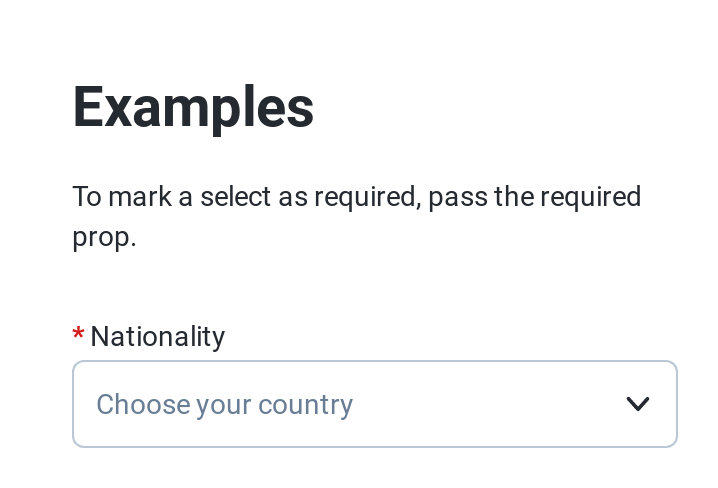 Examples
To mark a select as required, pass the required
prop.
* Nationality
Choose your country